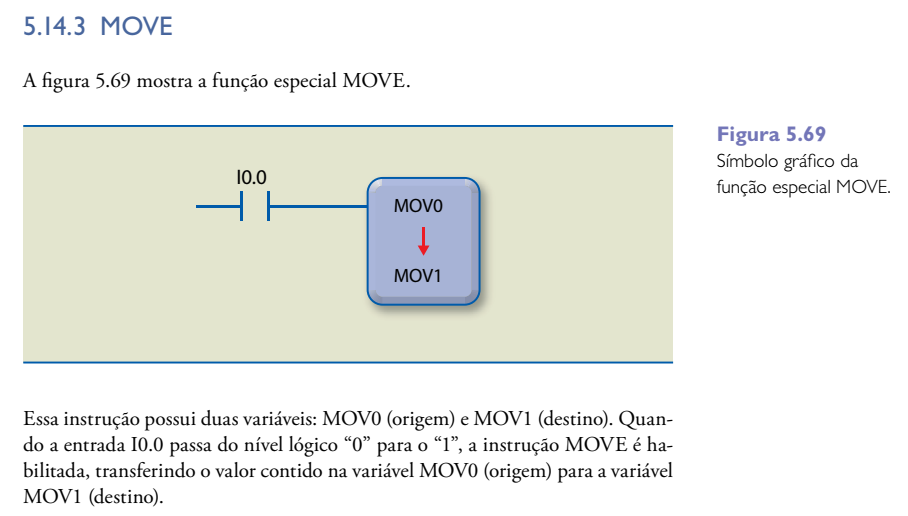 5.14.3 MOVE
A figura 5.69 mostra a função especial MOVE.
I0.0
MOV0
MOV1
Figura 5.69
Símbolo gráfico da
função especial MOVE.
Essa instrução possui duas variáveis: MOV0 (origem) e MOV1 (destino). Quan-
do a entrada I0.0 passa do nível lógico “0” para o “1”, a instrução MOVE é ha-
bilitada, transferindo o valor contido na variável MOV0 (origem) para a variável
MOV1 (destino).